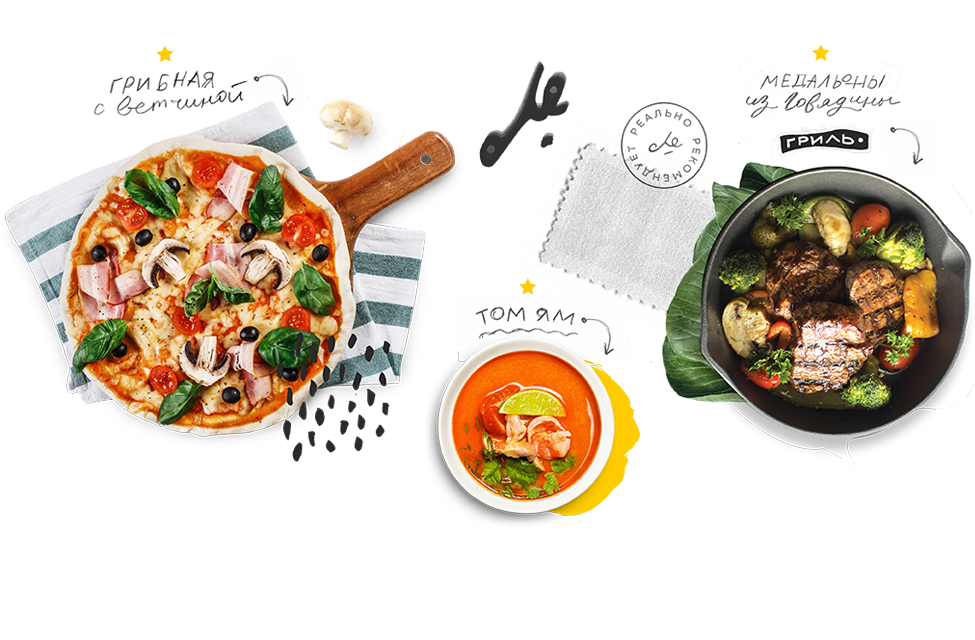 ГРИБНАЯ
с ветчиной
РЕАЛЬНО РЕКОМЕНДУЕТ
МЕДАЛЬОНЫ
из говядины
ГРИЛЬ
ТОМ ЯМ